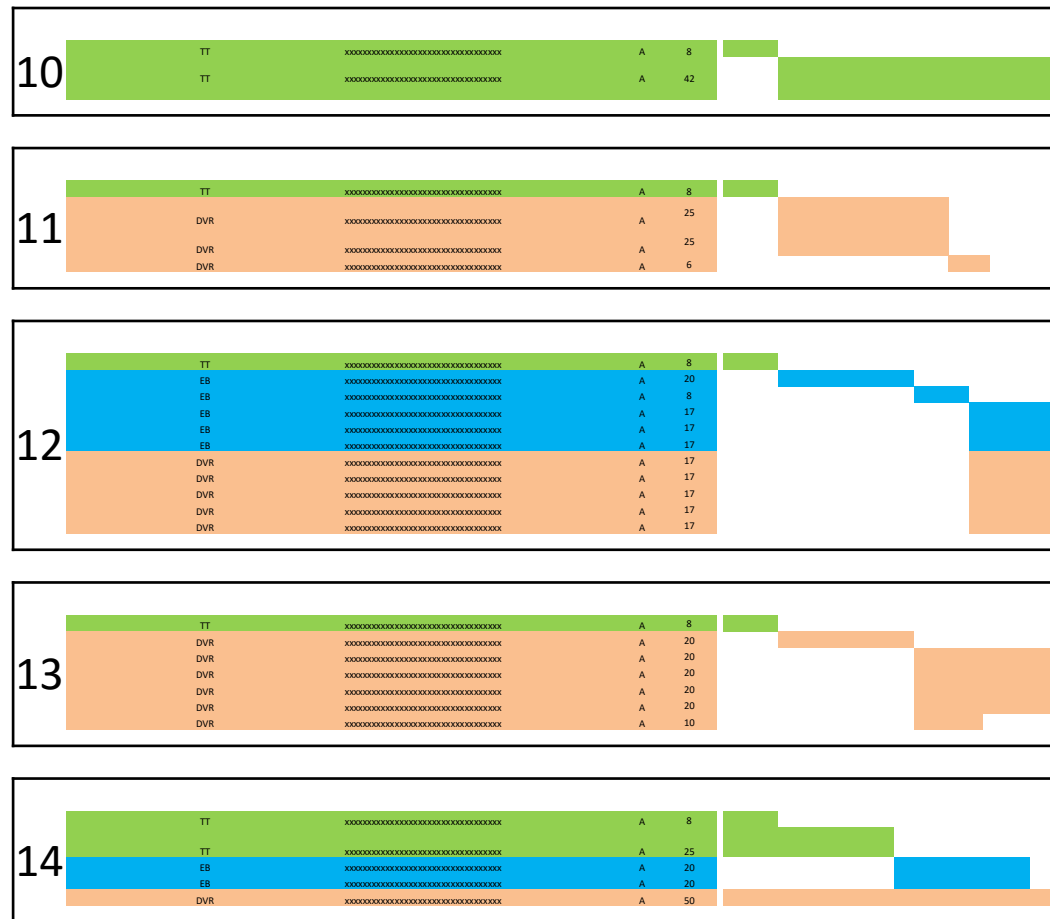 10
TT xxxxxxxxxxxxxxxxxxxxxxxxxxxxxxxxxx A 8
TT xxxxxxxxxxxxxxxxxxxxxxxxxxxxxxxxxx A 42
11
TT xxxxxxxxxxxxxxxxxxxxxxxxxxxxxxxxxx A 8
DVR xxxxxxxxxxxxxxxxxxxxxxxxxxxxxxxxxx A 25
DVR xxxxxxxxxxxxxxxxxxxxxxxxxxxxxxxxxx A 25
DVR xxxxxxxxxxxxxxxxxxxxxxxxxxxxxxxxxx A 6
12
TT xxxxxxxxxxxxxxxxxxxxxxxxxxxxxxxxxx A 8
EB xxxxxxxxxxxxxxxxxxxxxxxxxxxxxxxxxx A 20
EB xxxxxxxxxxxxxxxxxxxxxxxxxxxxxxxxxx A 8
EB xxxxxxxxxxxxxxxxxxxxxxxxxxxxxxxxxx A 17
EB xxxxxxxxxxxxxxxxxxxxxxxxxxxxxxxxxx A 17
EB xxxxxxxxxxxxxxxxxxxxxxxxxxxxxxxxxx A 17
DVR xxxxxxxxxxxxxxxxxxxxxxxxxxxxxxxxxx A 17
DVR xxxxxxxxxxxxxxxxxxxxxxxxxxxxxxxxxx A 17
DVR xxxxxxxxxxxxxxxxxxxxxxxxxxxxxxxxxx A 17
DVR xxxxxxxxxxxxxxxxxxxxxxxxxxxxxxxxxx A 17
DVR xxxxxxxxxxxxxxxxxxxxxxxxxxxxxxxxxx A 17
13
TT xxxxxxxxxxxxxxxxxxxxxxxxxxxxxxxxxx A 8
DVR xxxxxxxxxxxxxxxxxxxxxxxxxxxxxxxxxx A 20
DVR xxxxxxxxxxxxxxxxxxxxxxxxxxxxxxxxxx A 20
DVR xxxxxxxxxxxxxxxxxxxxxxxxxxxxxxxxxx A 20
DVR xxxxxxxxxxxxxxxxxxxxxxxxxxxxxxxxxx A 20
DVR xxxxxxxxxxxxxxxxxxxxxxxxxxxxxxxxxx A 20
DVR xxxxxxxxxxxxxxxxxxxxxxxxxxxxxxxxxx A 10
14
TT xxxxxxxxxxxxxxxxxxxxxxxxxxxxxxxxxx A 8
TT xxxxxxxxxxxxxxxxxxxxxxxxxxxxxxxxxx A 25
EB xxxxxxxxxxxxxxxxxxxxxxxxxxxxxxxxxx A 20
EB xxxxxxxxxxxxxxxxxxxxxxxxxxxxxxxxxx A 20
DVR xxxxxxxxxxxxxxxxxxxxxxxxxxxxxxxxxx A 50